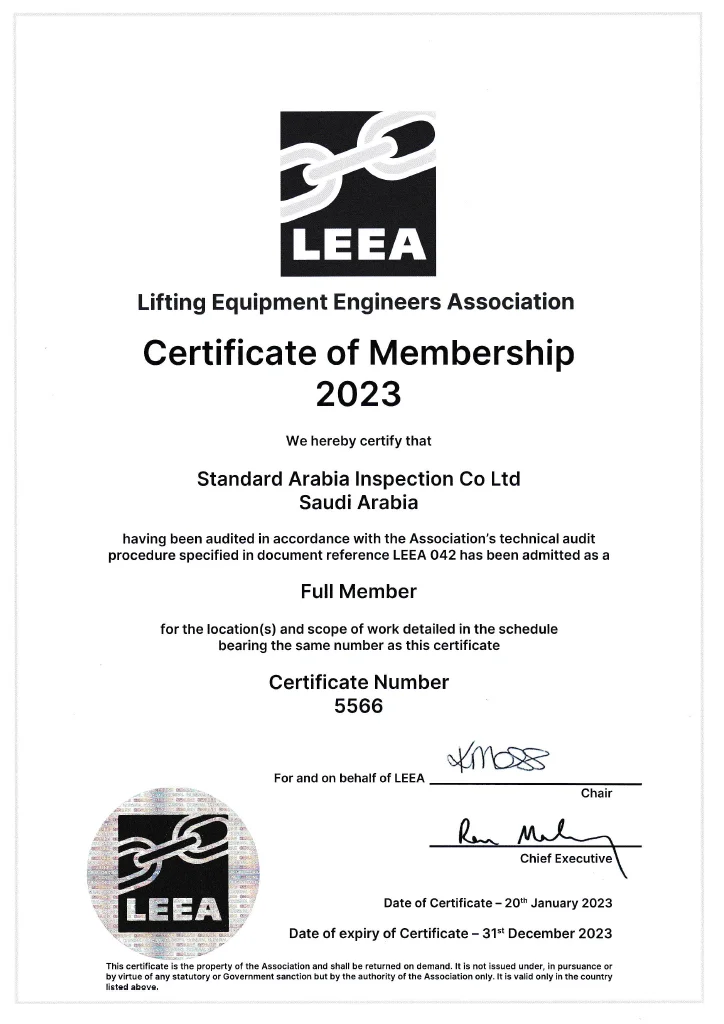 LEEA
Lifting Equipment Engineers Association
Certificate of Membership
2023
We hereby certify that
Standard Arabia Inspection Co Ltd
Saudi Arabia
having been audited in accordance with the Association's technical audit
procedure specified in document reference LEEA 042 has been admitted as a
Full Member
for the location(s) and scope of work detailed in the schedule
bearing the same number as this certificate
Certificate Number
5566
KMoss
For and on behalf of LEEA
Chair
Chief Executive
LEEA
Date of Certificate – 20th January 2023
Date of expiry of Certificate – 31st December 2023
This certificate is the property of the Association and shall be returned on demand. It is not issued under, in pursuance or
by virtue of any statutory or Government sanction but by the authority of the Association only. It is valid only in the country
listed above.